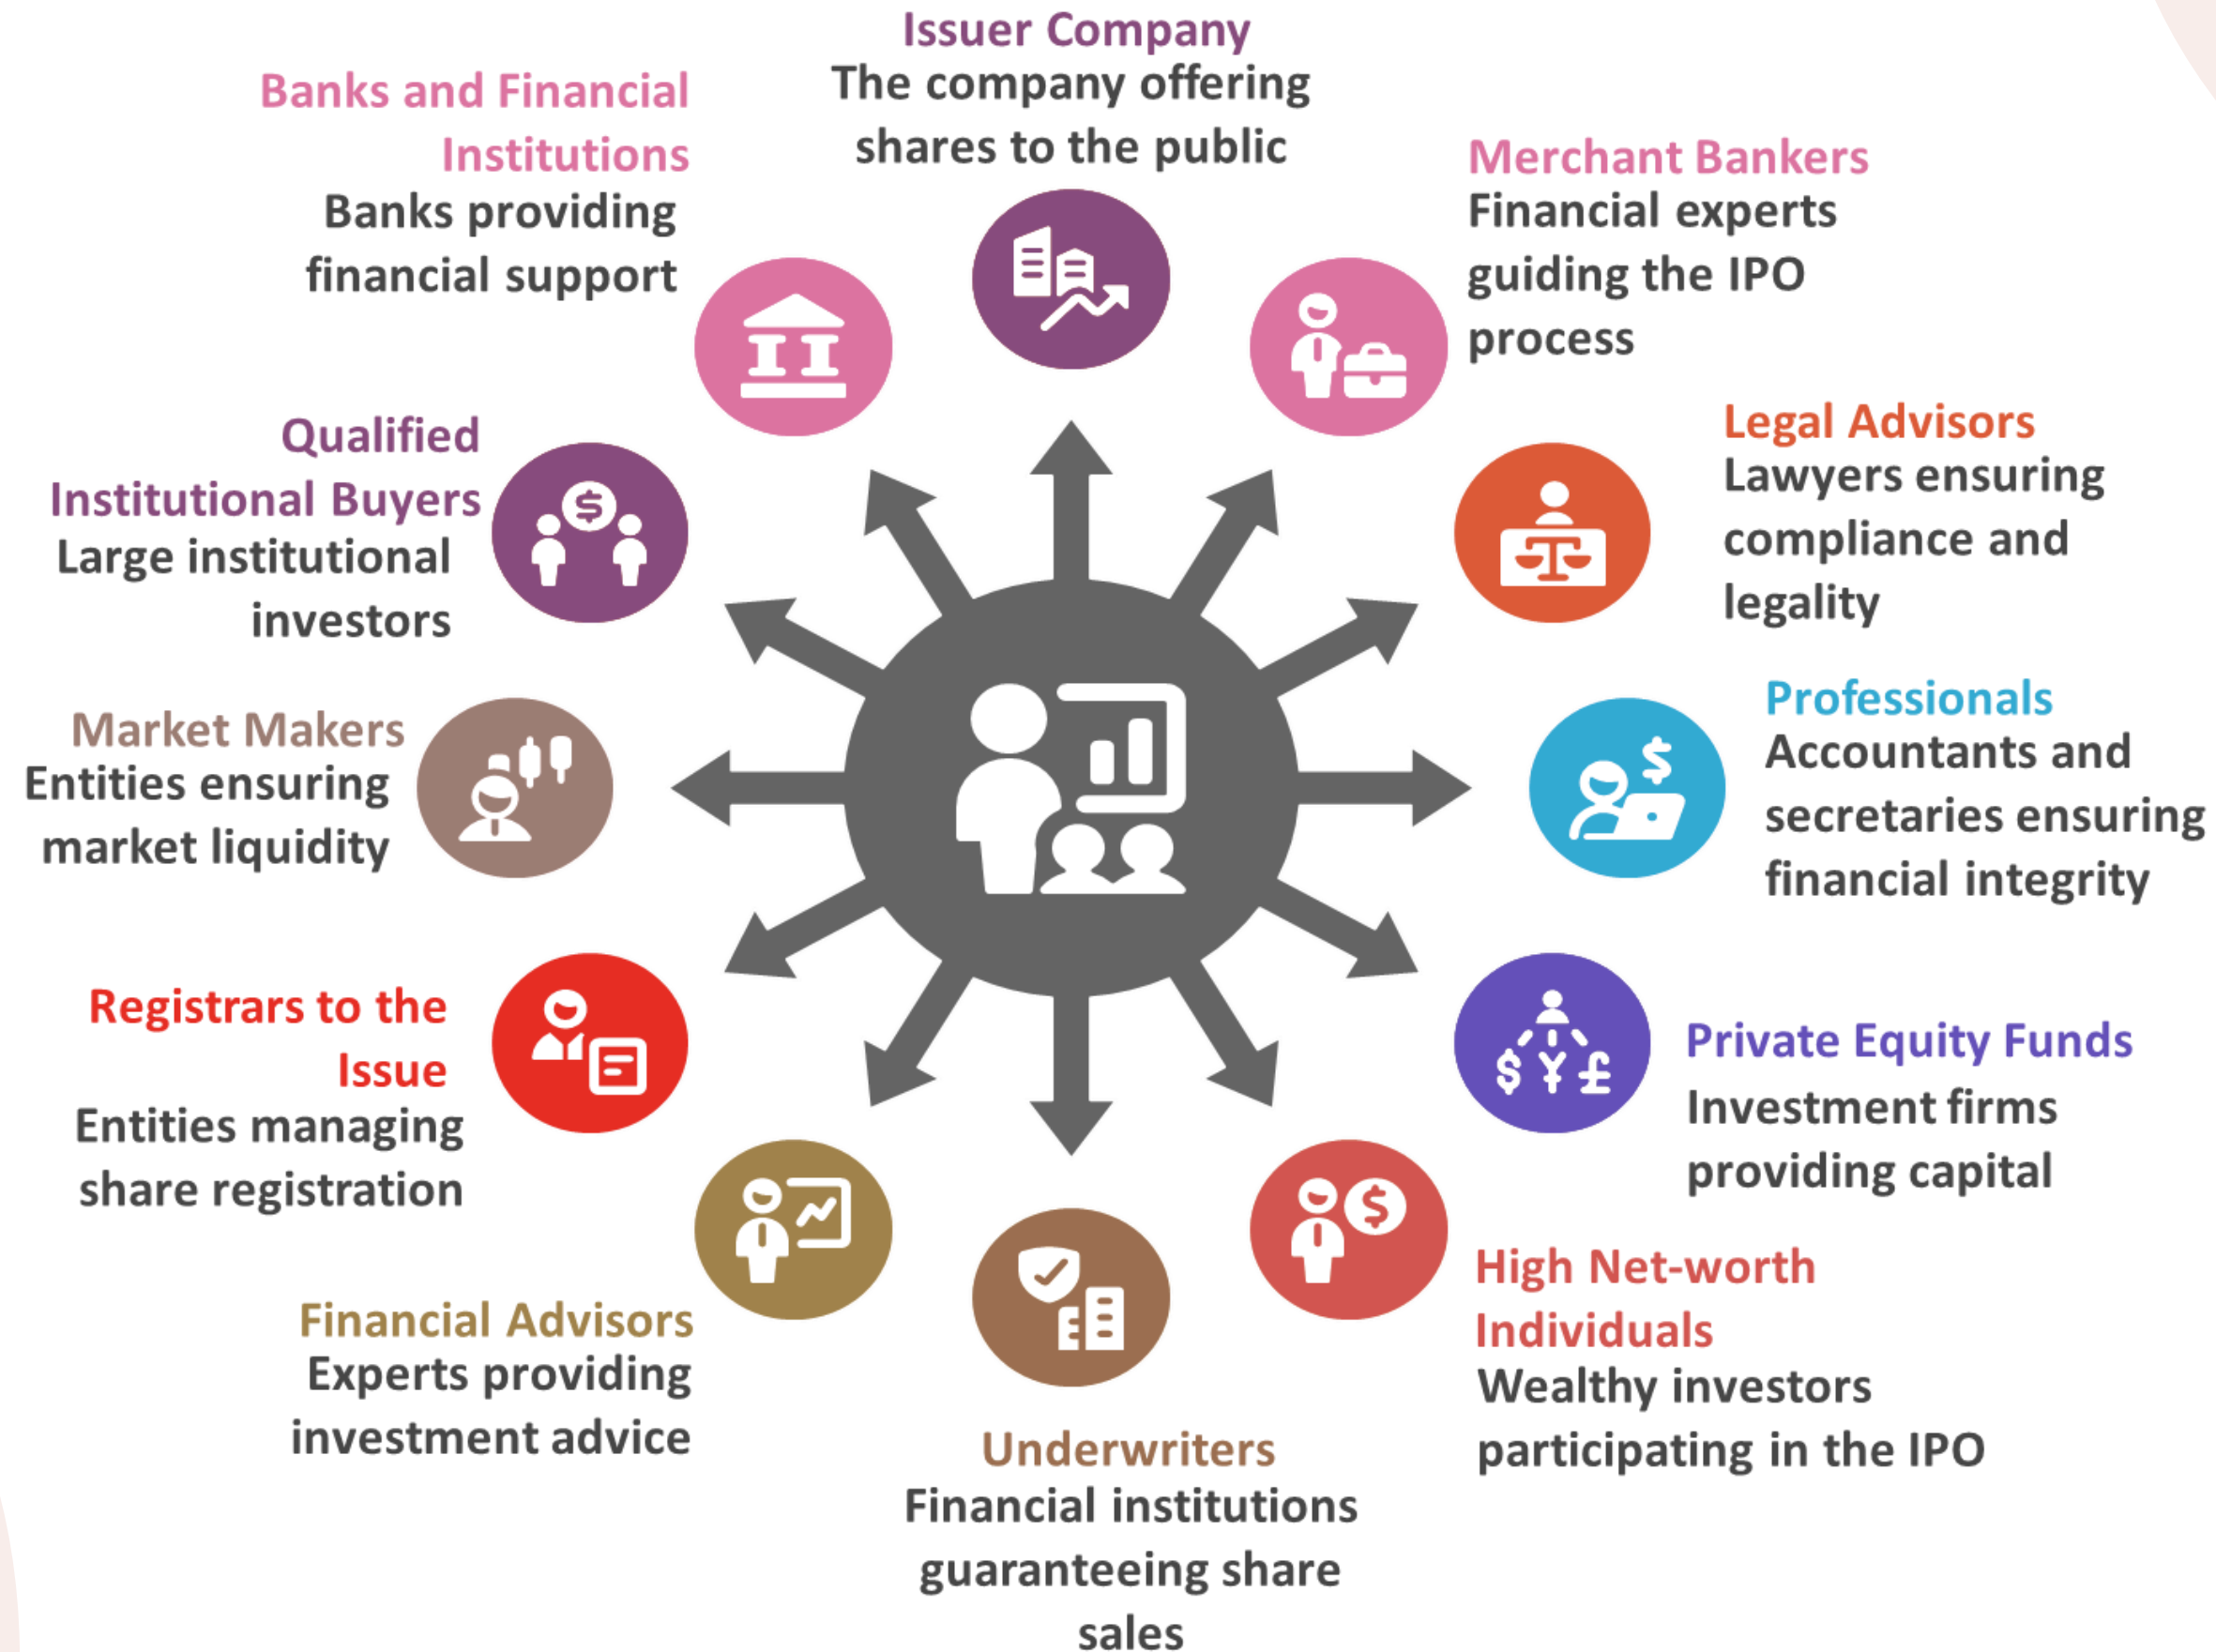 Issuer Company
The company offering
shares to the public
Merchant Bankers
Financial experts
guiding the IPO
process
Legal Advisors
Lawyers ensuring
compliance and
legality
Professionals
Accountants and
secretaries ensuring
financial integrity
Private Equity Funds
Investment firms
providing capital
High Net-worth
Individuals
Wealthy investors
participating in the IPO
Underwriters
Financial institutions
guaranteeing share
sales
Financial Advisors
Experts providing
investment advice
Registrars to the
Issue
Entities managing
share registration
Market Makers
Entities ensuring
market liquidity
Qualified
Institutional Buyers
Large institutional
investors
Banks and Financial
Institutions
Banks providing
financial support